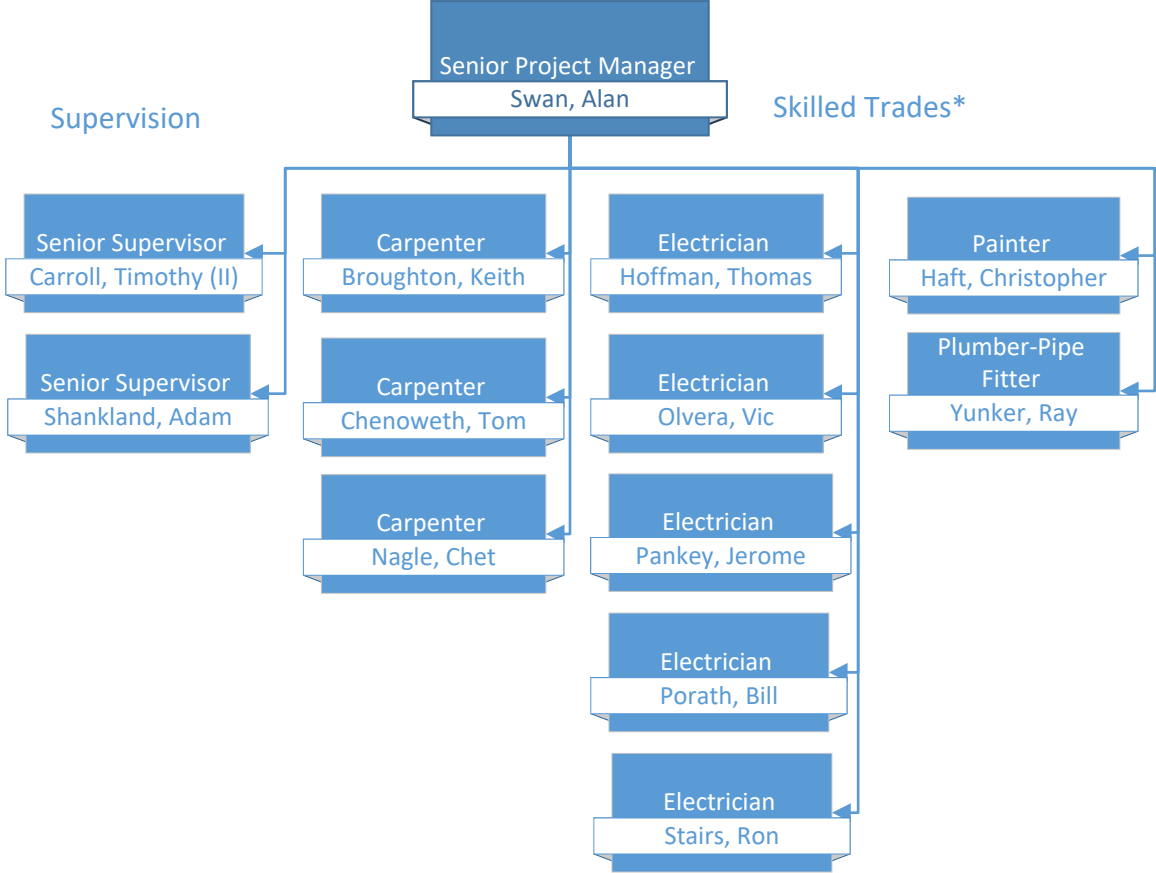 Senior Project Manager
Swan, Alan
Supervision
Skilled Trades*
Senior Supervisor
Carroll, Timothy (II)
Senior Supervisor
Shankland, Adam
Carpenter
Broughton, Keith
Carpenter
Chenoweth, Tom
Carpenter
Nagle, Chet
Electrician
Hoffman, Thomas
Electrician
Olvera, Vic
Electrician
Pankey, Jerome
Electrician
Porath, Bill
Electrician
Stairs, Ron
Painter
Haft, Christopher
Plumber-Pipe
Fitter
Yunker, Ray